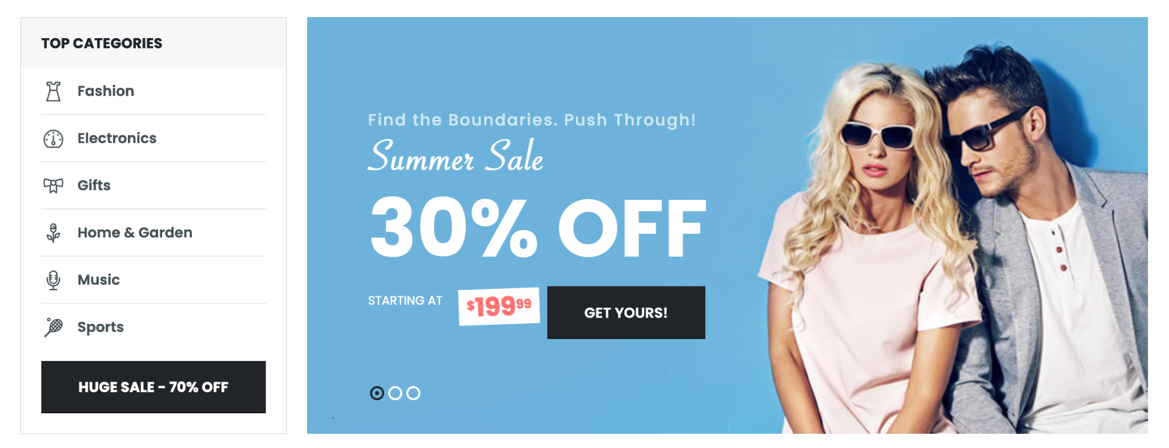 TOP CATEGORIES
Fashion
Electronics
Gifts
Home & Garden
Music
Sports
HUGE SALE - 70% OFF
Find the Boundaries. Push Through!
Summer Sale
30% OFF
STARTING AT $19999 GET YOURS!